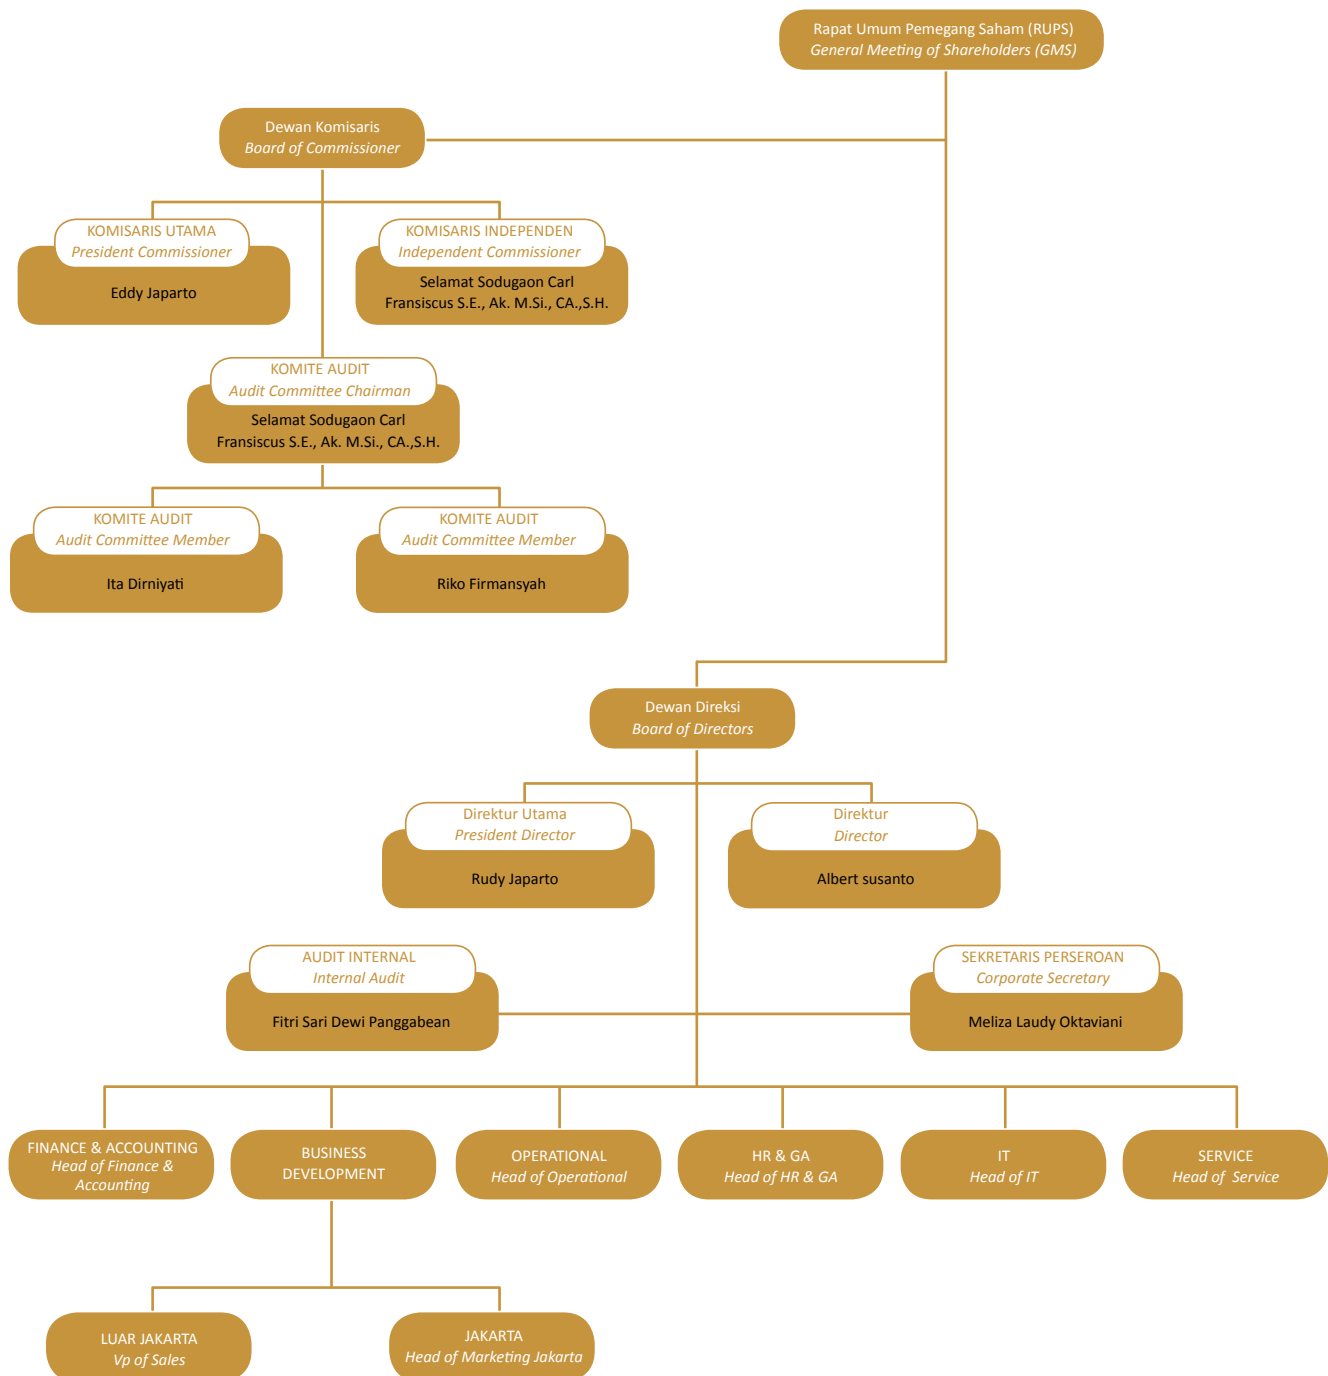 Rapat Umum Pemegang Saham (RUPS)
General Meeting of Shareholders (GMS)
Dewan Komisaris
Board of Commissioner
KOMISARIS UTAMA
President Commissioner
Eddy Japarto
KOMISARIS INDEPENDEN
Independent Commissioner
Selamat Sodugaon Carl
Fransiscus S.E., Ak. M.Si., CA.,S.H.
KOMITE AUDIT
Audit Committee Chairman
Selamat Sodugaon Carl
Fransiscus S.E., Ak. M.Si., CA.,S.H.
KOMITE AUDIT
Audit Committee Member
Ita Dirniyati
KOMITE AUDIT
Audit Committee Member
Riko Firmansyah
Dewan Direksi
Board of Directors
Direktur Utama
President Director
Rudy Japarto
Direktur
Director
Albert susanto
AUDIT INTERNAL
Internal Audit
Fitri Sari Dewi Panggabean
SEKRETARIS PERSEROAN
Corporate Secretary
Meliza Laudy Oktaviani
FINANCE & ACCOUNTING
Head of Finance &
Accounting
BUSINESS
DEVELOPMENT
OPERATIONAL
Head of Operational
HR & GA
Head of HR & GA
IT
Head of IT
SERVICE
Head of  Service
LUAR JAKARTA
Vp of Sales
JAKARTA
Head of Marketing Jakarta